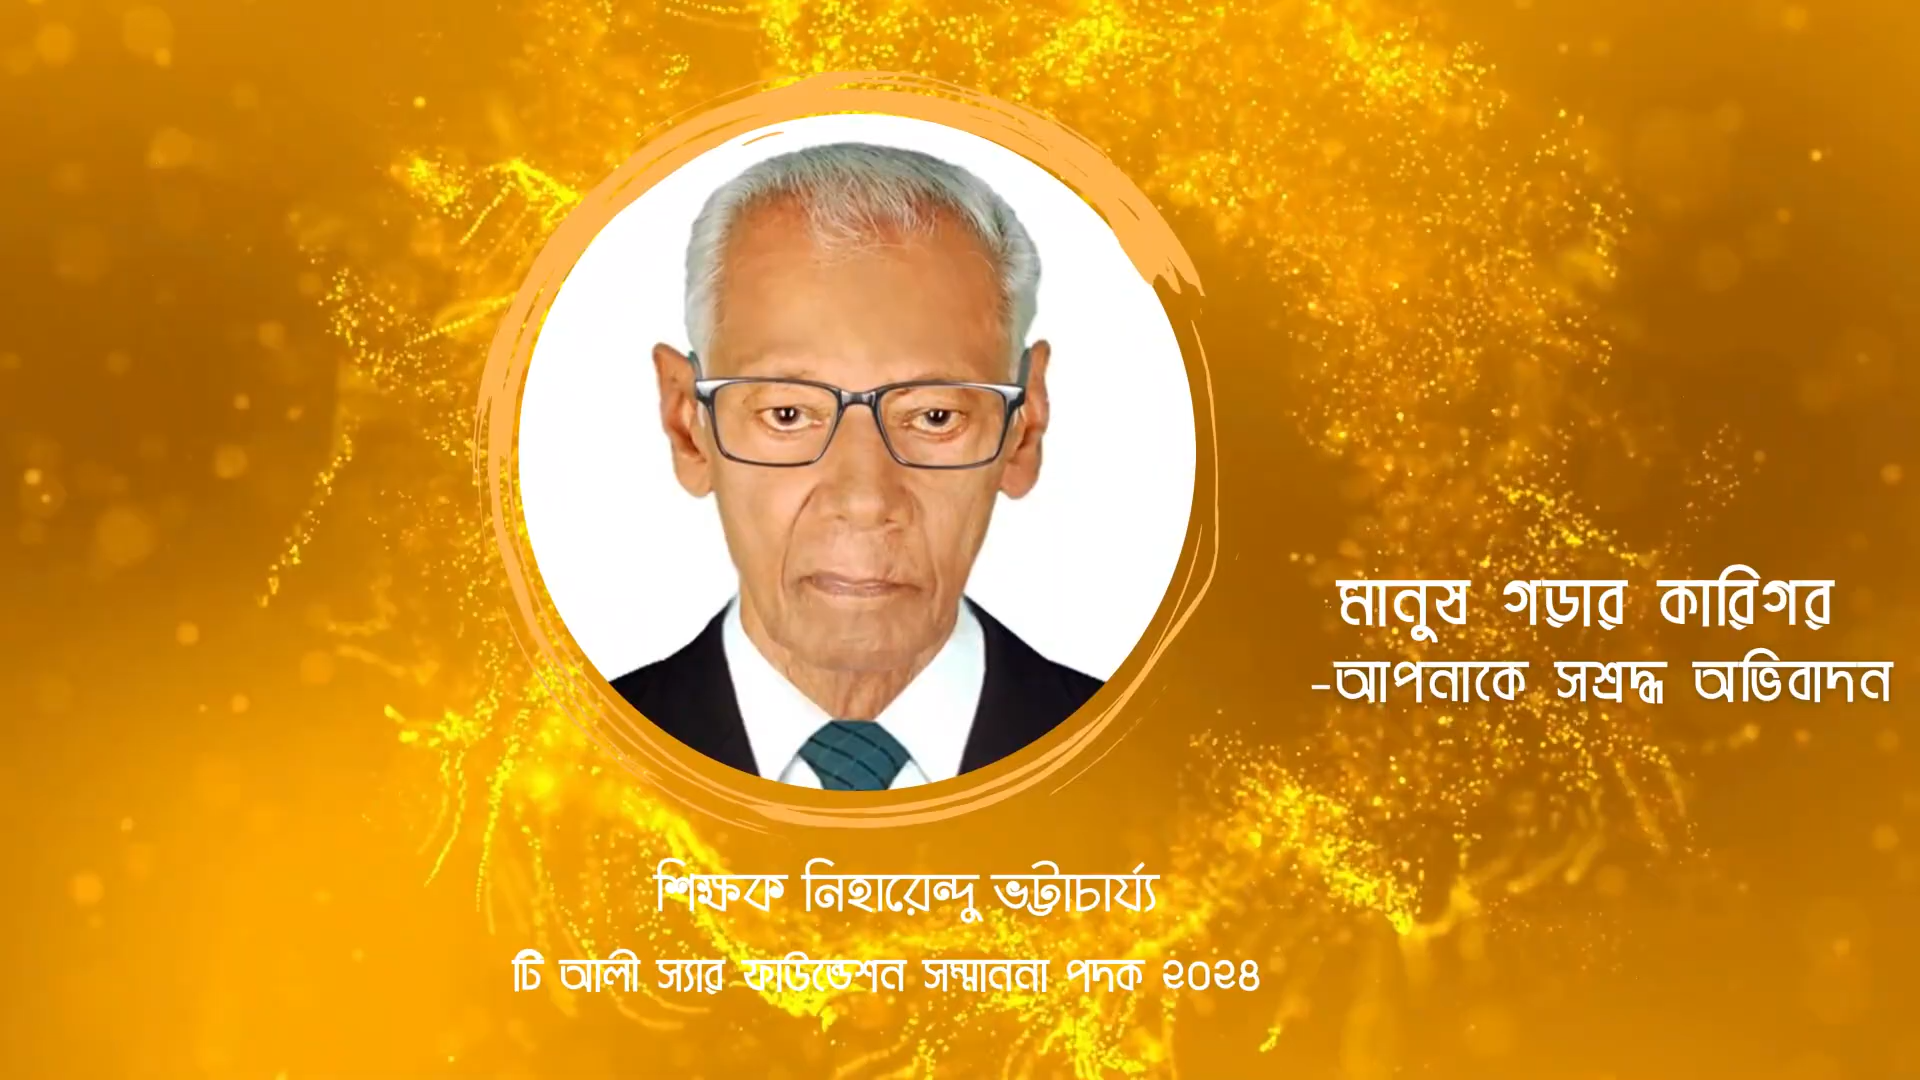 মানুষ গড়ার কারিগর
-আপনাকে সশ্রদ্ধ অভিবাদন
শিক্ষক নিহারেন্দু ভট্টাচার্য্য
টি আলী স্যার ফাউন্ডেশন সম্মাননা পদক ২০২৪